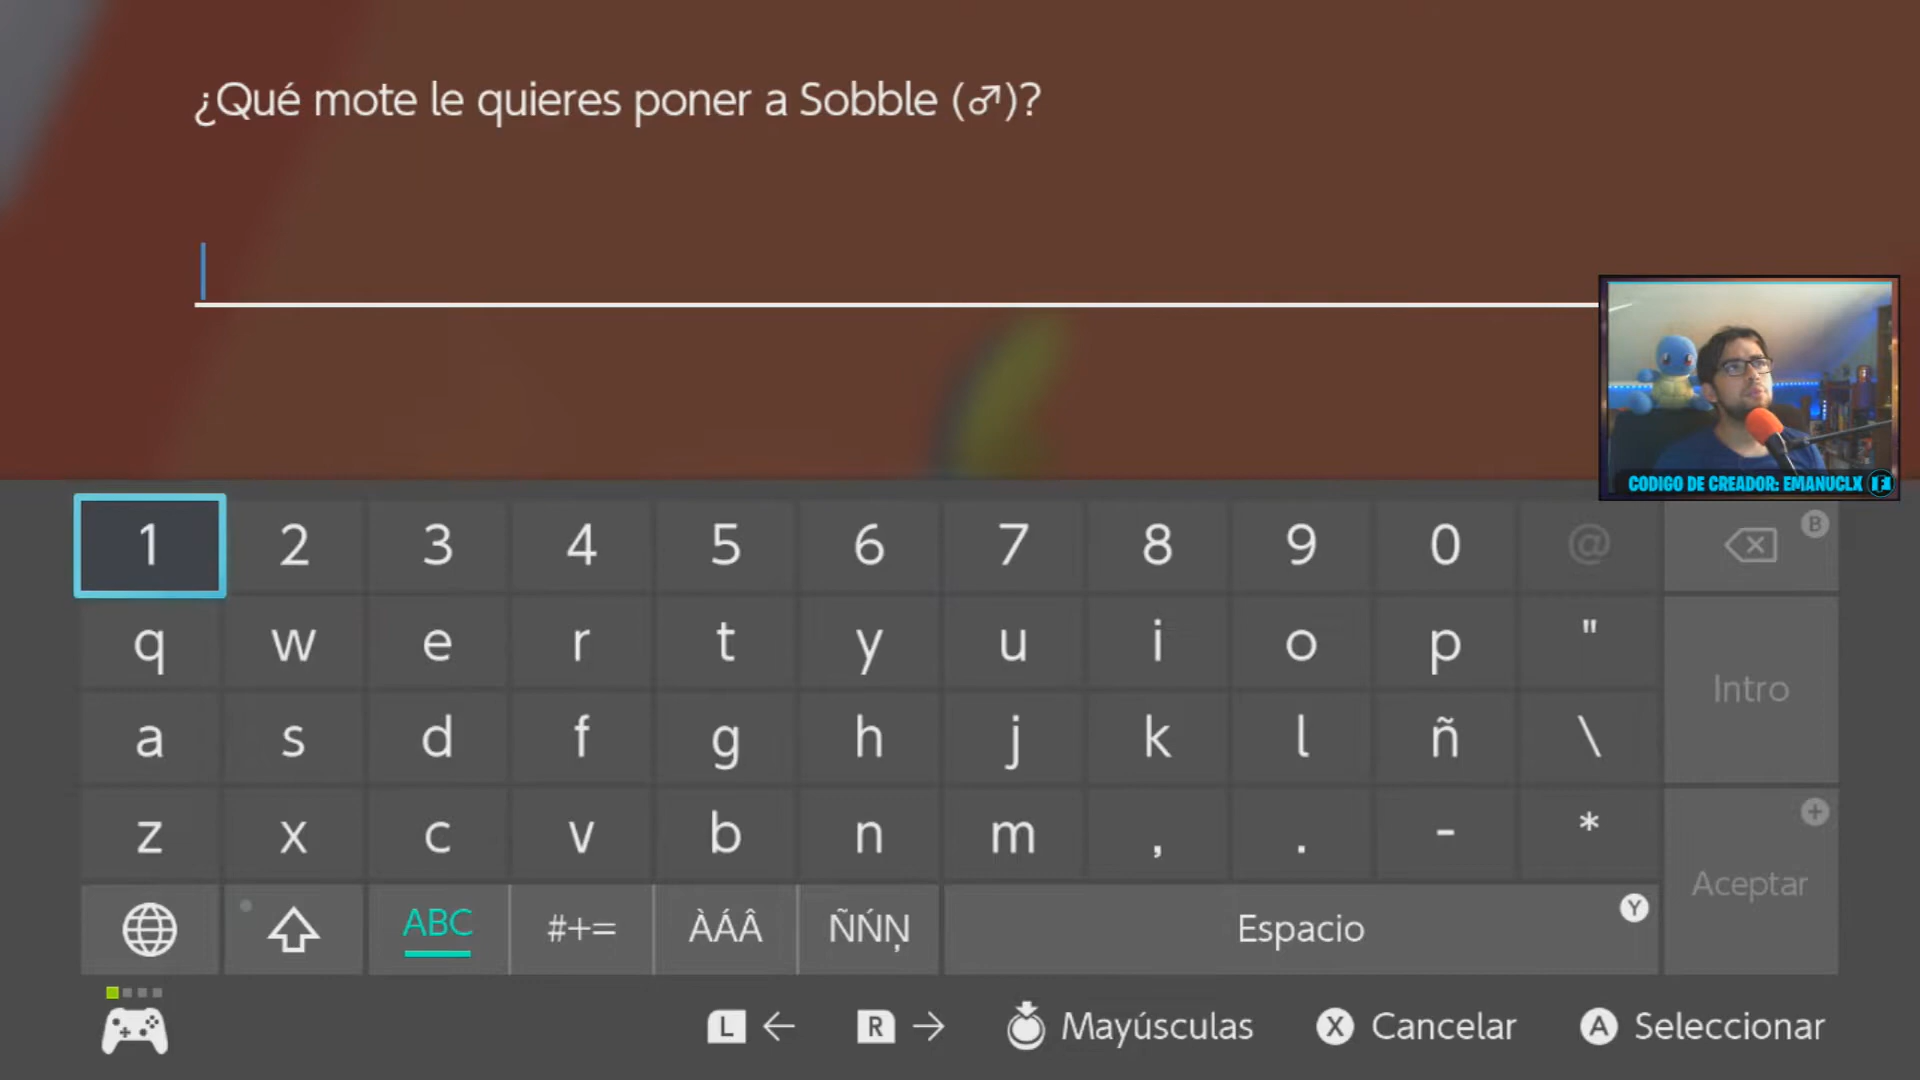 ¿Qué mote le quieres poner a Sobble (♂)?
CODIGO DE CREADOR: EMANUCLX
1 2 3 4 5 6 7 8 9 0 @ B
q w e r t y u i o p "
Intro
a s d f g h j k l ñ \
z x c v b n m , . - *
Aceptar
ABC #+= ÀÁÂ ÑŃŅ Espacio Y
L ← R → Mayúsculas X Cancelar A Seleccionar